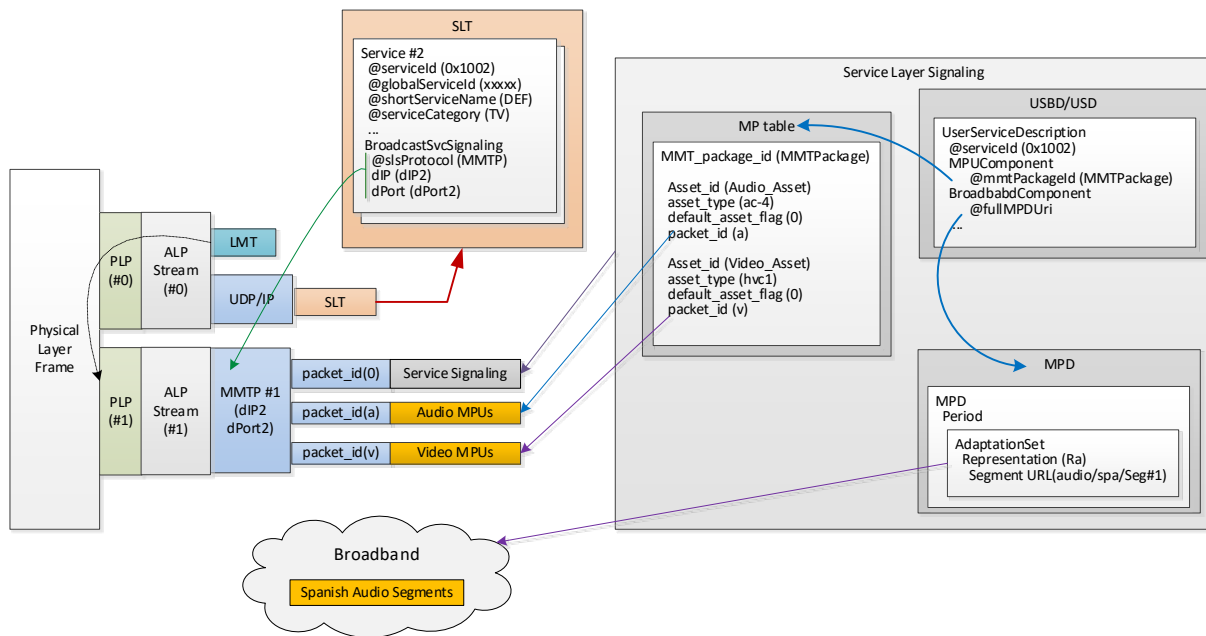 SLT
Service #2
@serviceId (0x1002)
@globalServiceId (xxxxx)
@shortServiceName (DEF)
@serviceCategory (TV)
...
BroadcastSvcSignaling
@slsProtocol (MMTP)
dIP (dIP2)
dPort (dPort2)
Service Layer Signaling
MP table
MMT_package_id (MMTPackage)
Asset_id (Audio_Asset)
asset_type (ac-4)
default_asset_flag (0)
packet_id (a)
Asset_id (Video_Asset)
asset_type (hvc1)
default_asset_flag (0)
packet_id (v)
USBD/USD
UserServiceDescription
@serviceId (0x1002)
MPUComponent
@mmtPackageId (MMTPackage)
BroadbabdComponent
@fullMPDUri
...
MPD
MPD
Period
AdaptationSet
Representation (Ra)
Segment URL(audio/spa/Seg#1)
Physical
Layer
Frame
PLP
(#0)
ALP
Stream
(#0)
LMT
UDP/IP
SLT
PLP
(#1)
ALP
Stream
(#1)
MMTP #1
(dIP2
dPort2)
packet_id(0)
Service Signaling
packet_id(a)
Audio MPUs
packet_id(v)
Video MPUs
Broadband
Spanish Audio Segments